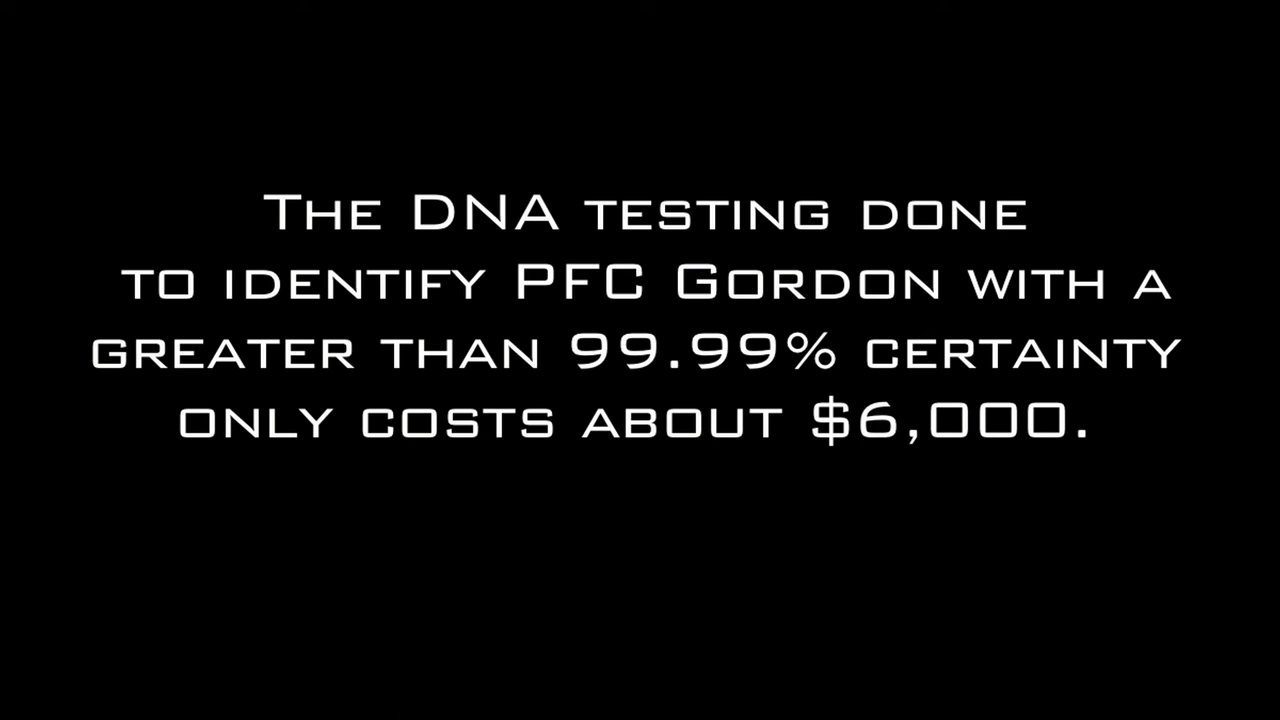 The DNA testing done
to identify PFC Gordon with a
greater than 99.99% certainty
only costs about $6,000.